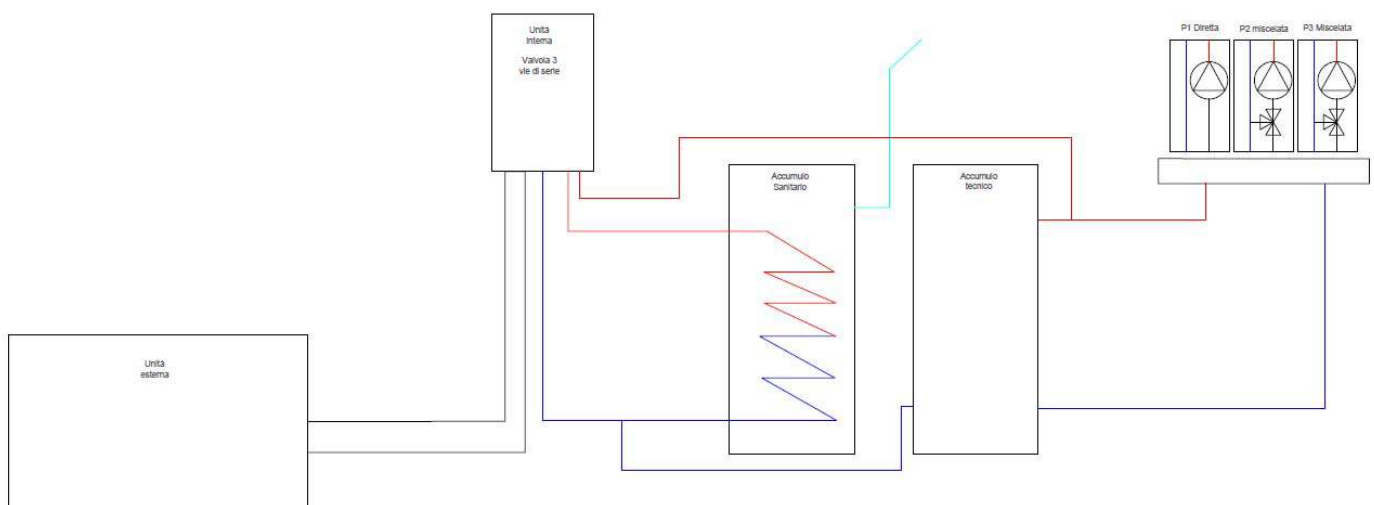 Unità
Interna
Valvola 3
vie di serie
P1 Diretta
P2 miscelata
P3 Miscelata
Accumulo
Sanitario
Accumulo
tecnico
Unità
esterna